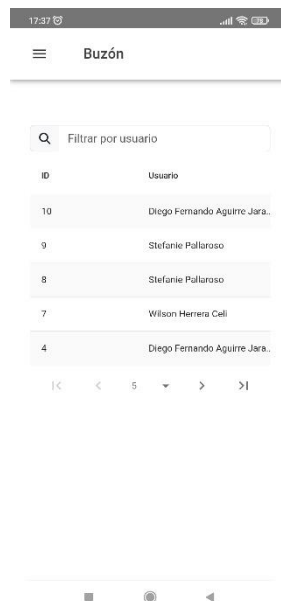 17:37
Buzón
Filtrar por usuario
ID Usuario
10 Diego Fernando Aguirre Jara..
9 Stefanie Pallaroso
8 Stefanie Pallaroso
7 Wilson Herrera Celi
4 Diego Fernando Aguirre Jara..
5